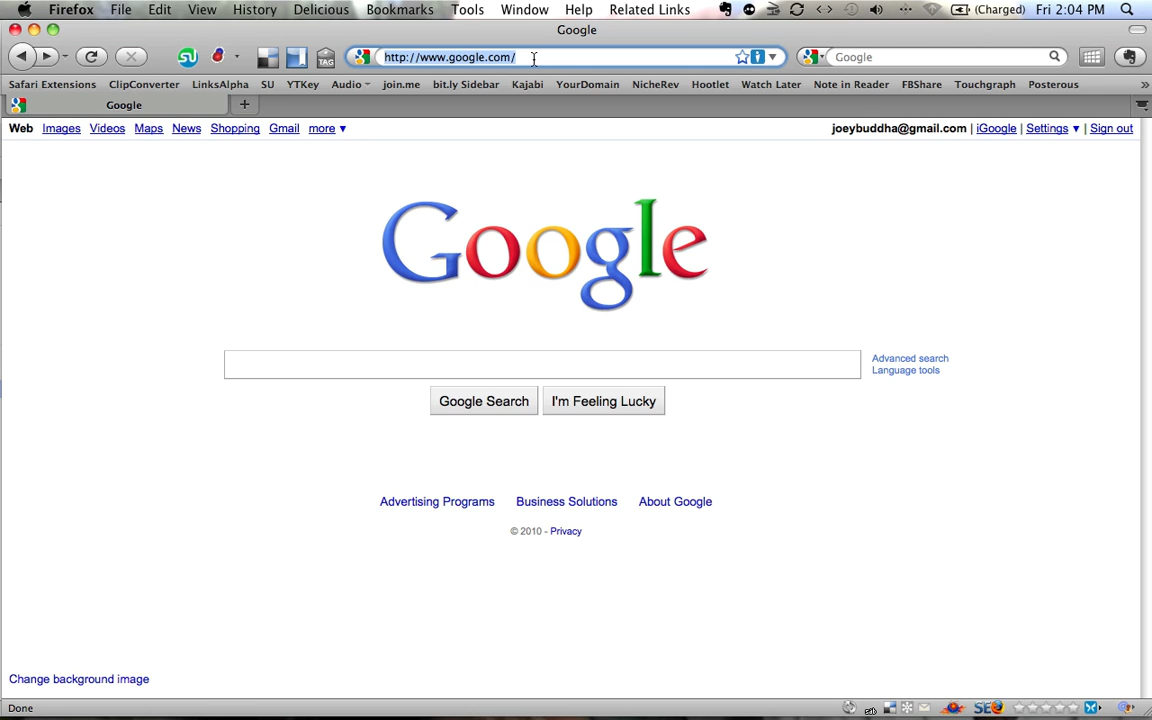 Firefox File Edit View History Delicious Bookmarks Tools Window Help Related Links (Charged) Fri 2:04 PM
Google
TAG http://www.google.com/ Google
Safari Extensions ClipConverter LinksAlpha SU YTKey Audio join.me bit.ly Sidebar Kajabi YourDomain NicheRev Hootlet Watch Later Note in Reader FBShare Touchgraph Posterous »
Google +
Web Images Videos Maps News Shopping Gmail more ▼ joeybuddha@gmail.com | iGoogle | Settings ▼ | Sign out
Google
Advanced search
Language tools
Google Search I'm Feeling Lucky
Advertising Programs Business Solutions About Google
© 2010 - Privacy
Change background image
Done SEO